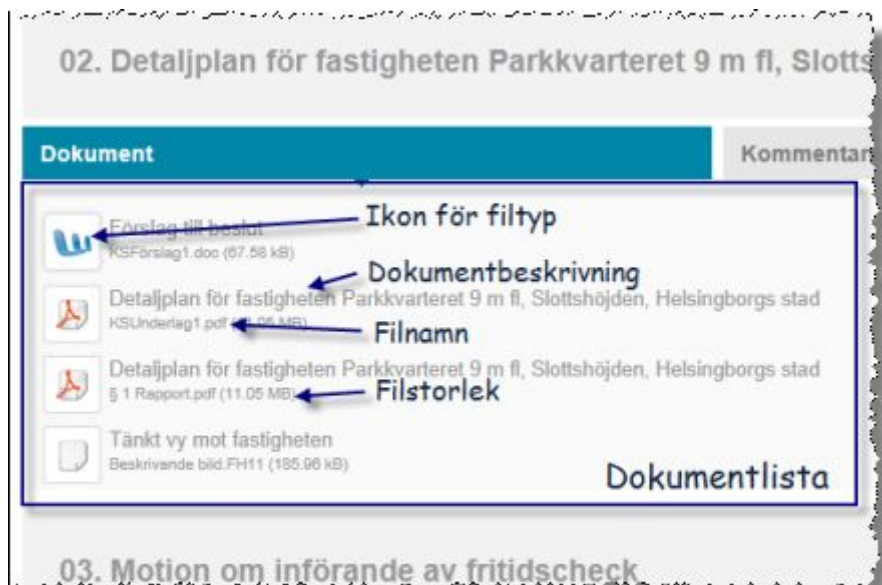 02. Detaljplan för fastigheten Parkkvarteret 9 m fl, Slotts
Dokument
Kommentar
Förslag till beslut
Ikon för filtyp
KSForslag1.doc (67.58 kB)
Dokumentbeskrivning
Detaljplan för fastigheten Parkkvarteret 9 m fl, Slottshöjden, Helsingborgs stad
KSUnderlag1.pdf MB)
Filnamn
Detaljplan för fastigheten Parkkvarteret 9 m fl, Slottshöjden, Helsingborgs stad
§ 1 Rapport.pdf (11.05 MB)
Filstorlek
Tänkt vy mot fastigheten
Beskrivande bild.FH11 (185.96 kB)
Dokumentlista
03. Motion om införande av fritidscheck